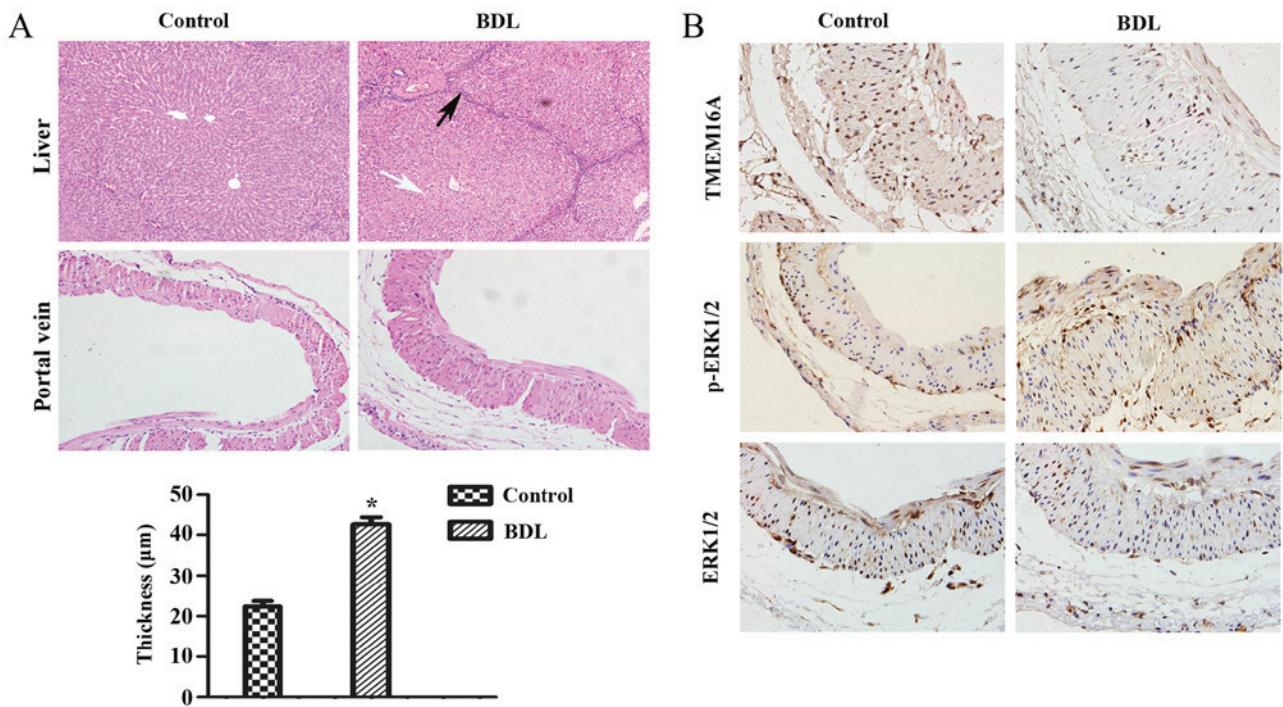 A
Control
BDL
Liver
Portal vein
Thickness (µm)
50
40
30
20
10
0
*
Control
BDL
B
Control
BDL
TMEM16A
p-ERK1/2
ERK1/2